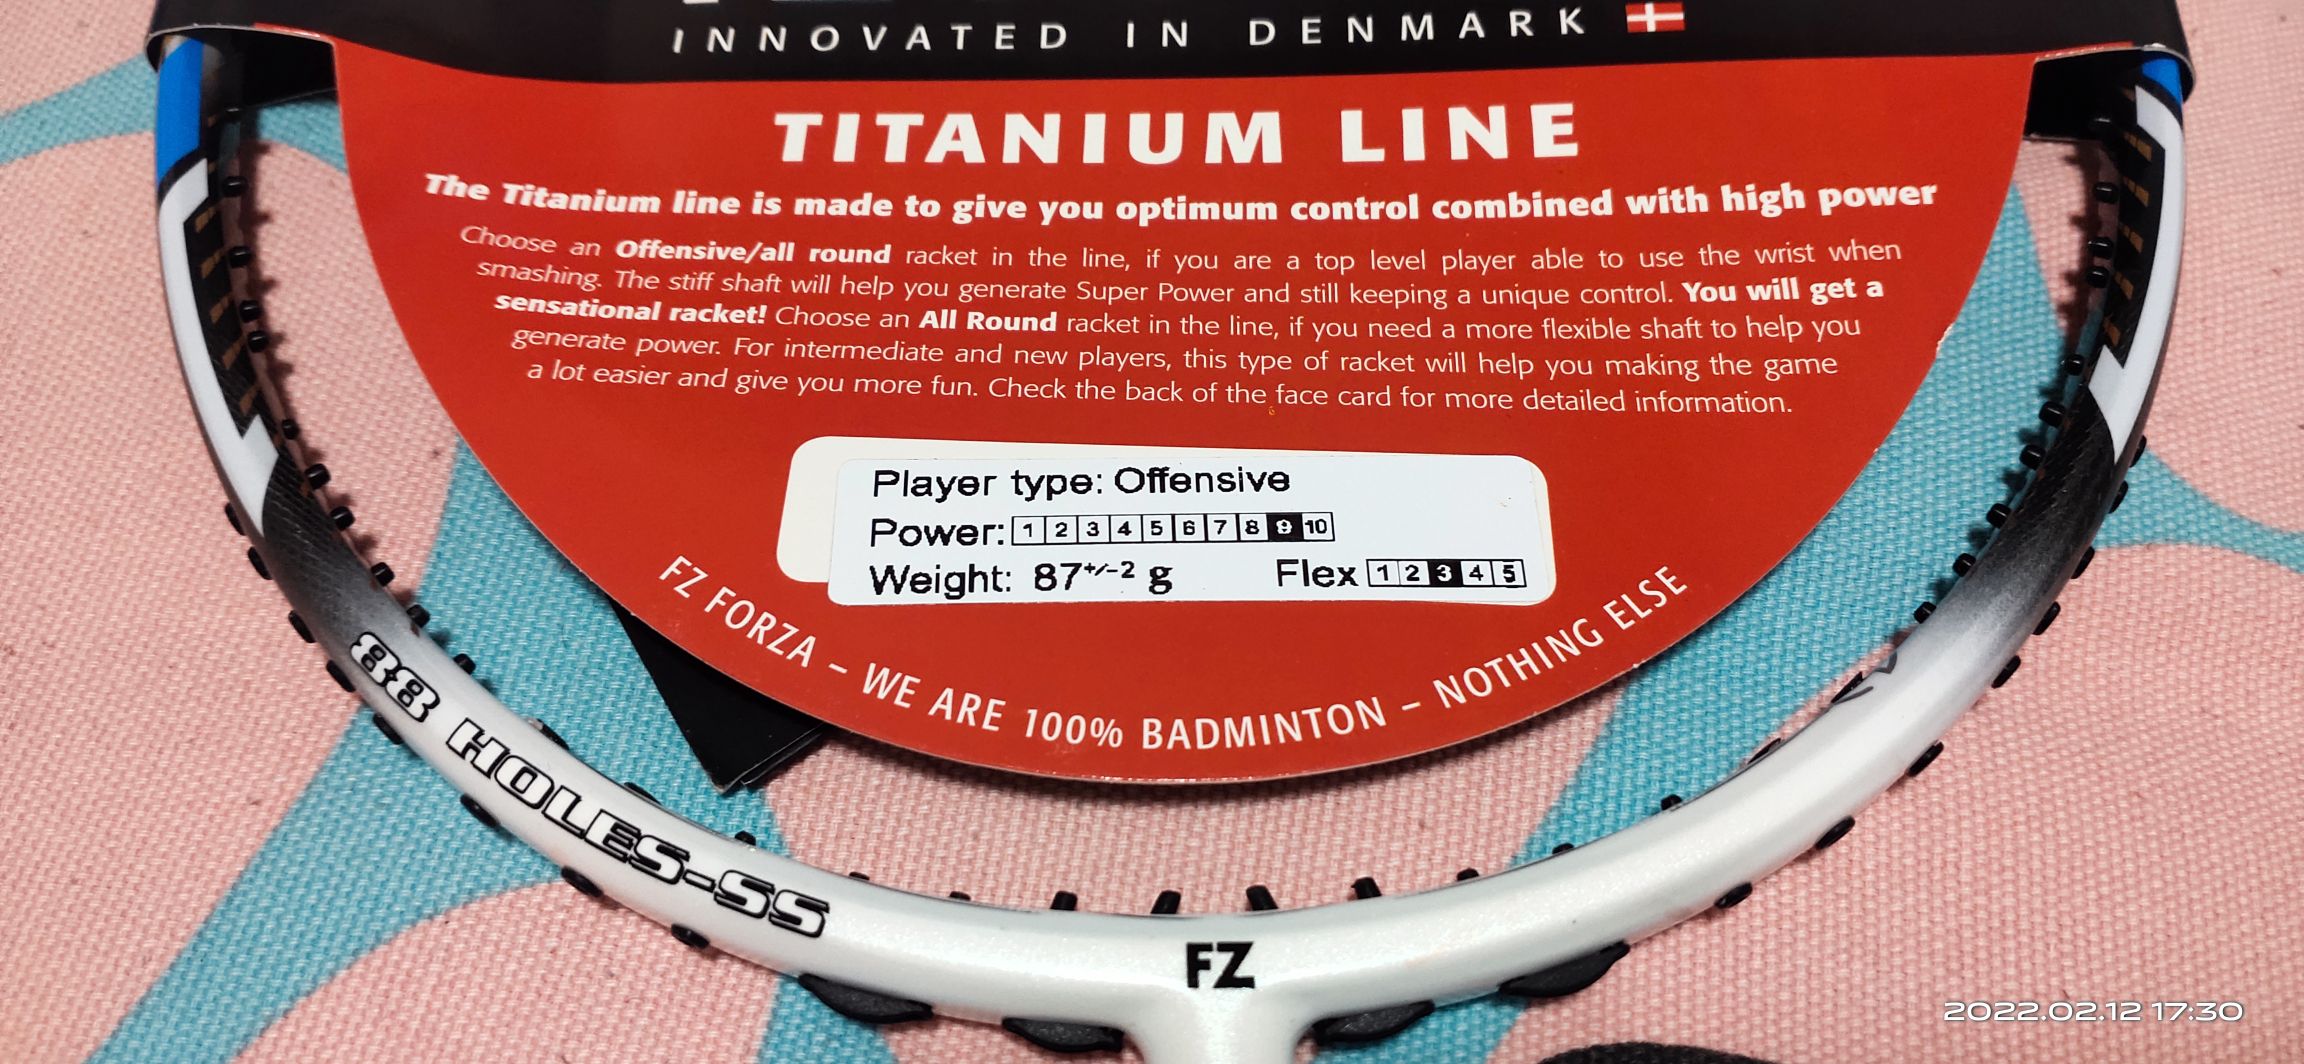 INNOVATED IN DENMARK
TITANIUM LINE
The Titanium line is made to give you optimum control combined with high power
Choose an Offensive/all round racket in the line, if you are a top level player able to use the wrist when
smashing. The stiff shaft will help you generate Super Power and still keeping a unique control. You will get a
sensational racket! Choose an All Round racket in the line, if you need a more flexible shaft to help you
generate power. For intermediate and new players, this type of racket will help you making the game
a lot easier and give you more fun. Check the back of the face card for more detailed information.
Player type: Offensive
Power: 1 2 3 4 5 6 7 8 9 10
Weight: 87+/-2 g Flex 1 2 3 4 5
FZ FORZA – WE ARE 100% BADMINTON – NOTHING ELSE
88 HOLES-SS
FZ
2022.02.12 17:30